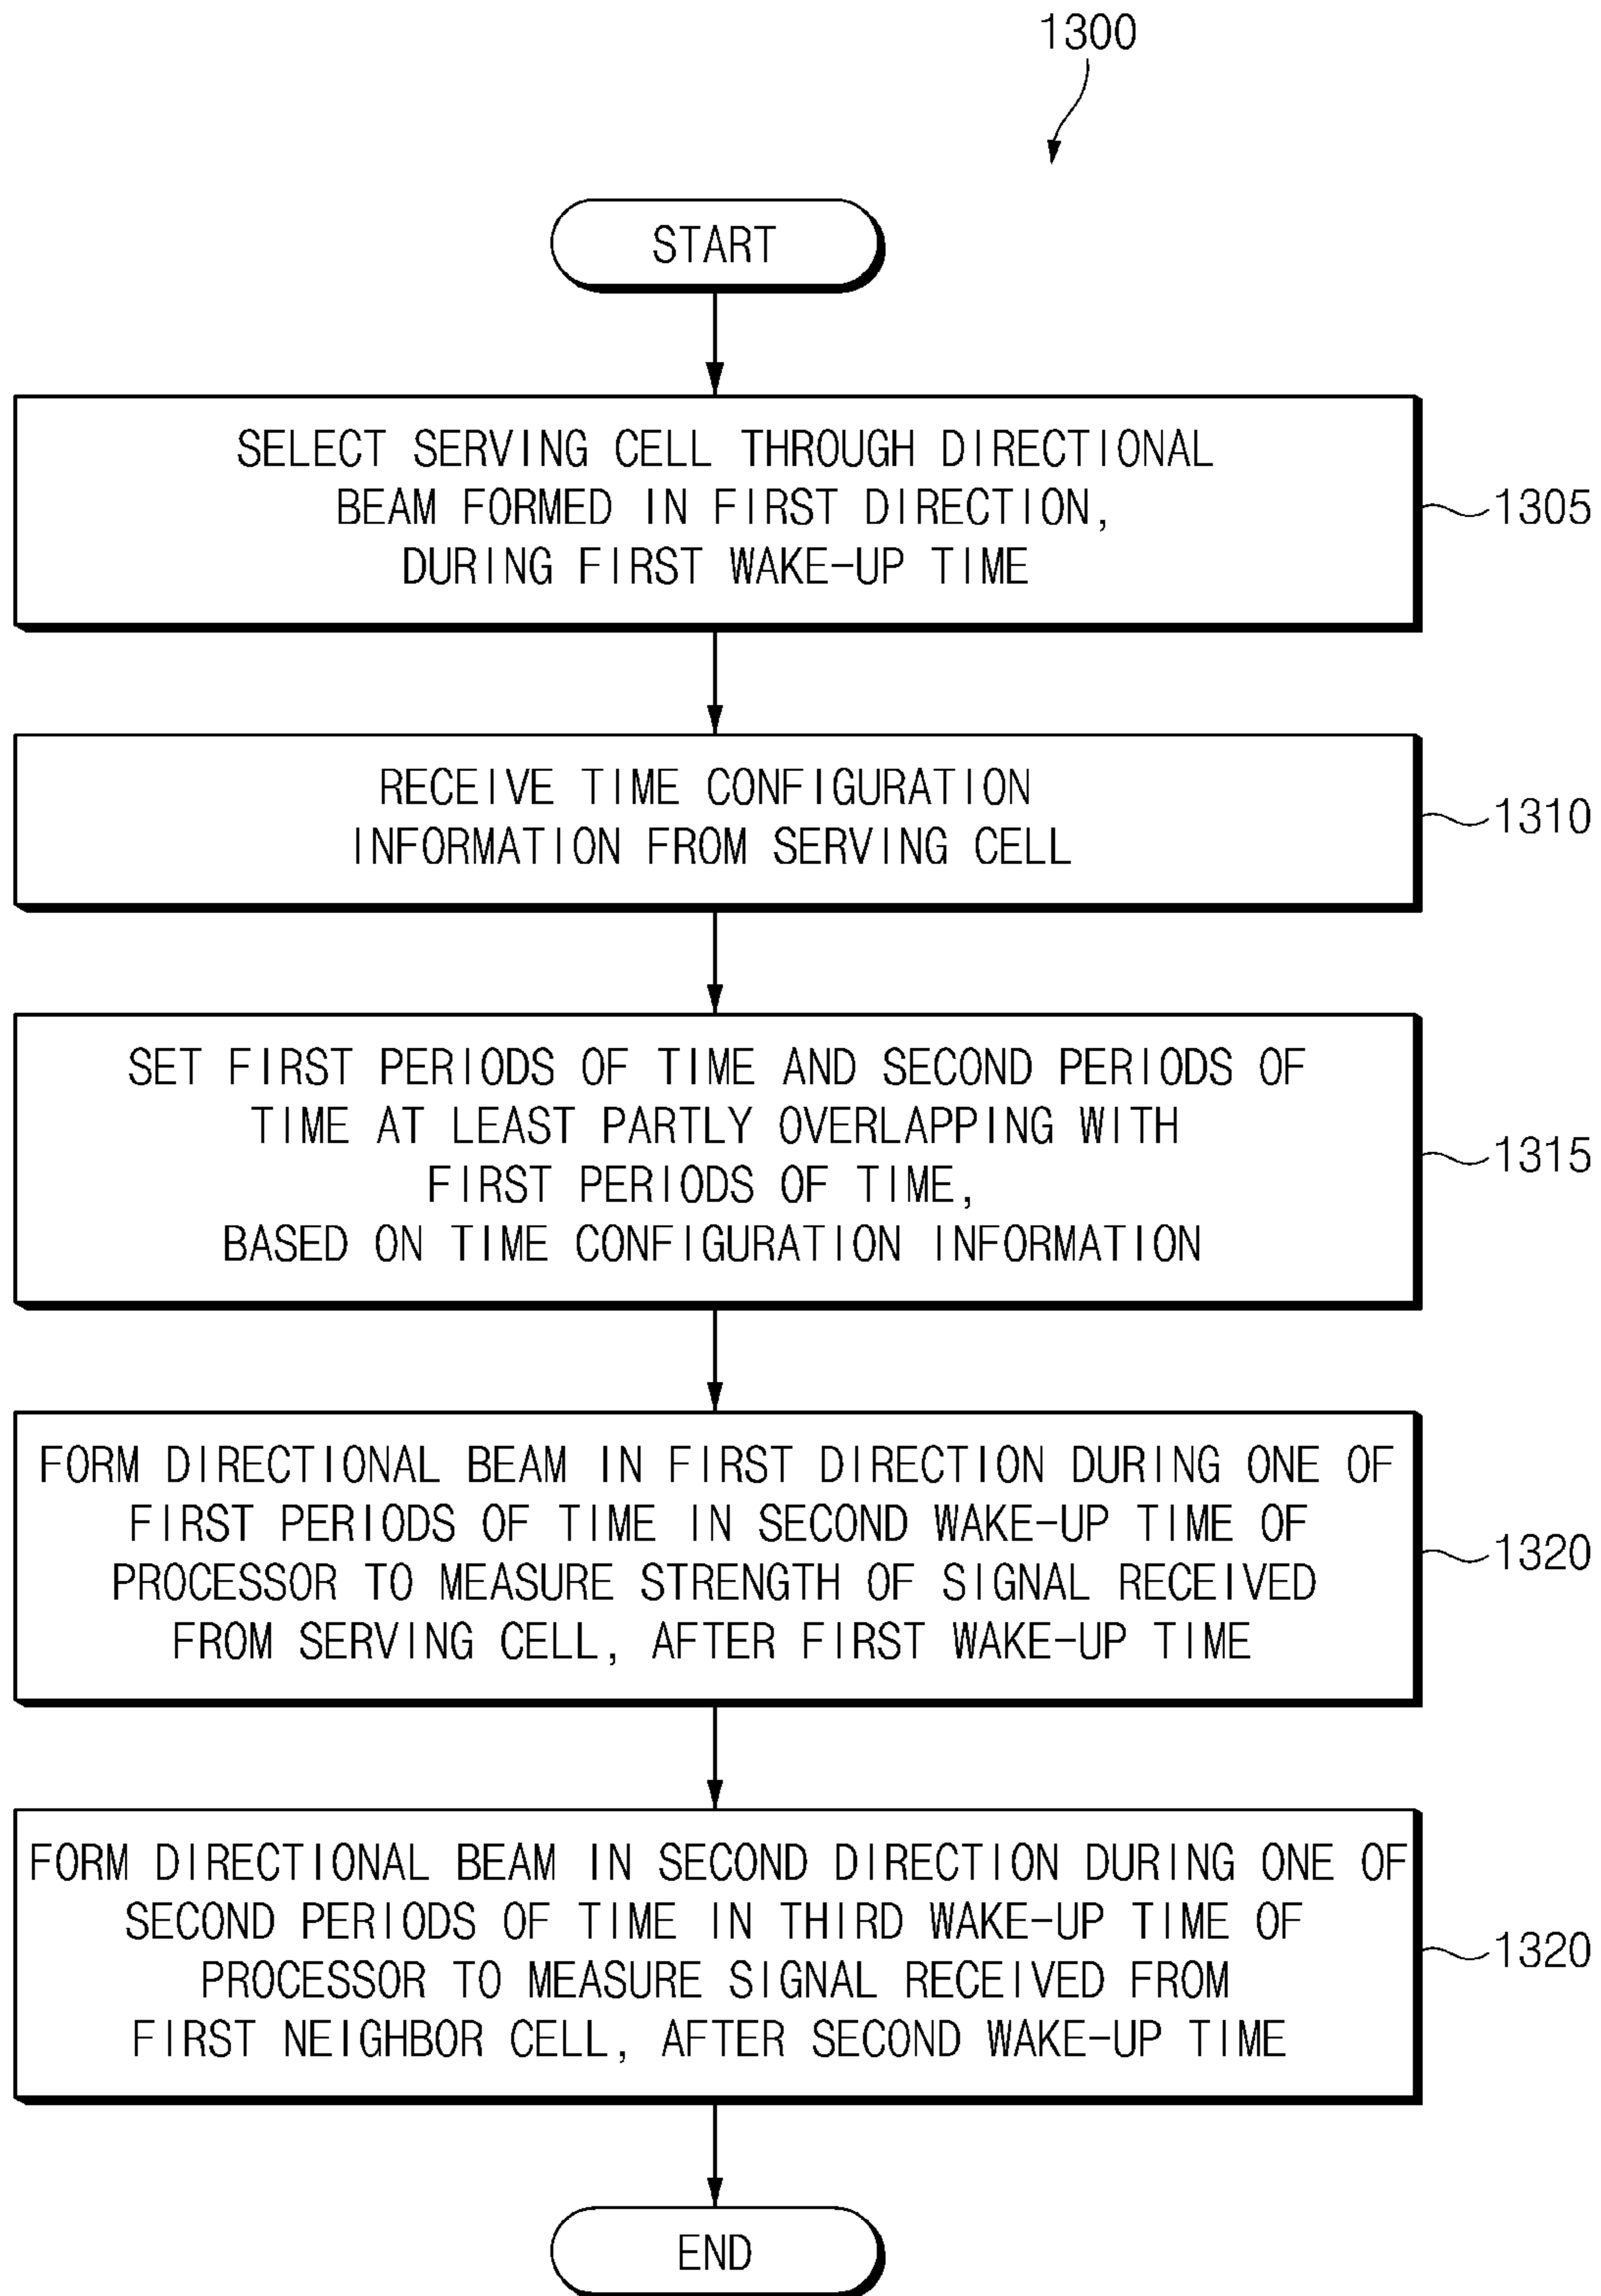 1300
START
SELECT SERVING CELL THROUGH DIRECTIONAL
BEAM FORMED IN FIRST DIRECTION,
DURING FIRST WAKE-UP TIME
1305
RECEIVE TIME CONFIGURATION
INFORMATION FROM SERVING CELL
1310
SET FIRST PERIODS OF TIME AND SECOND PERIODS OF
TIME AT LEAST PARTLY OVERLAPPING WITH
FIRST PERIODS OF TIME,
BASED ON TIME CONFIGURATION INFORMATION
1315
FORM DIRECTIONAL BEAM IN FIRST DIRECTION DURING ONE OF
FIRST PERIODS OF TIME IN SECOND WAKE-UP TIME OF
PROCESSOR TO MEASURE STRENGTH OF SIGNAL RECEIVED
FROM SERVING CELL, AFTER FIRST WAKE-UP TIME
1320
FORM DIRECTIONAL BEAM IN SECOND DIRECTION DURING ONE OF
SECOND PERIODS OF TIME IN THIRD WAKE-UP TIME OF
PROCESSOR TO MEASURE SIGNAL RECEIVED FROM
FIRST NEIGHBOR CELL, AFTER SECOND WAKE-UP TIME
1320
END